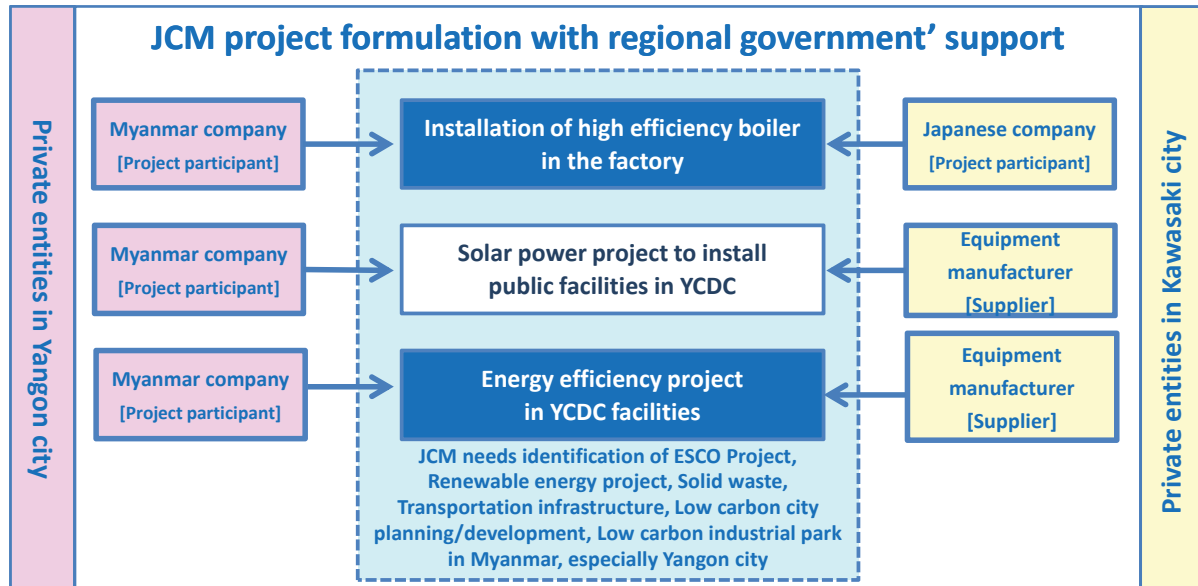 JCM project formulation with regional government' support
Private entities in Yangon city
Myanmar company
[Project participant]
Installation of high efficiency boiler
in the factory
Japanese company
[Project participant]
Myanmar company
[Project participant]
Solar power project to install
public facilities in YCDC
Equipment
manufacturer
[Supplier]
Myanmar company
[Project participant]
Energy efficiency project
in YCDC facilities
Equipment
manufacturer
[Supplier]
JCM needs identification of ESCO Project,
Renewable energy project, Solid waste,
Transportation infrastructure, Low carbon city
planning/development, Low carbon industrial park
in Myanmar, especially Yangon city
Private entities in Kawasaki city